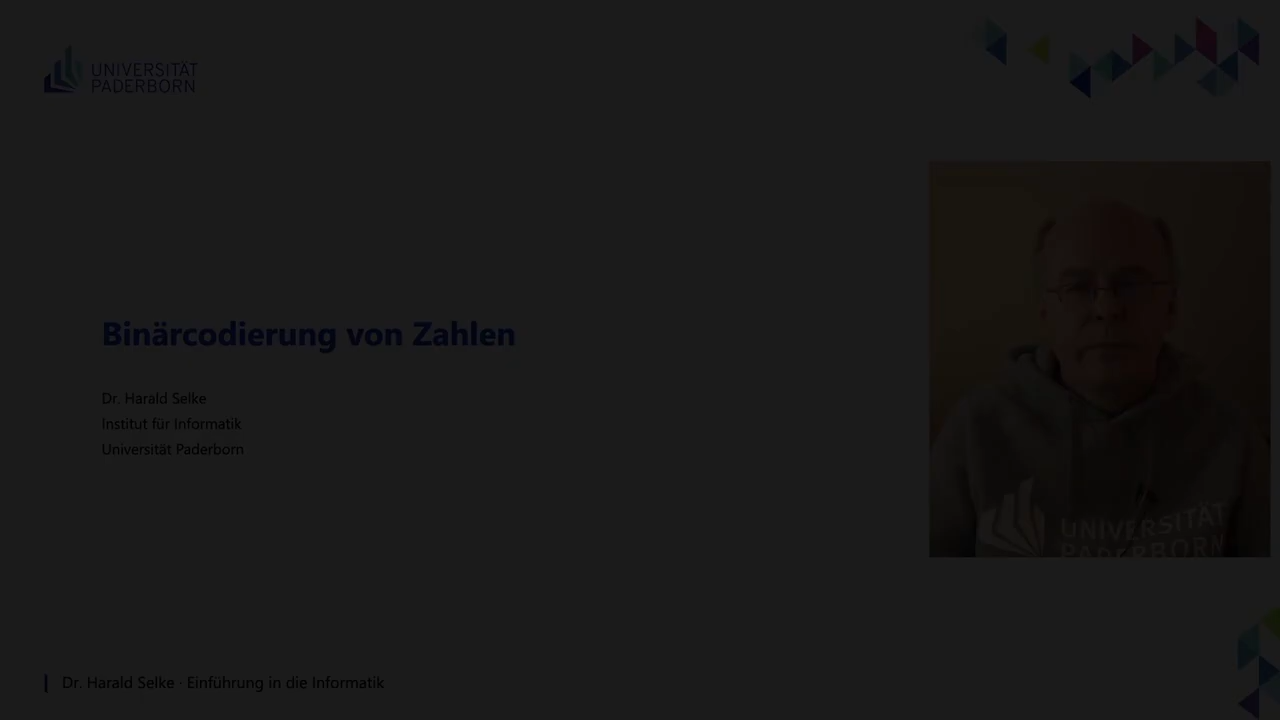 UNIVERSITÄT
PADERBORN
Binärcodierung von Zahlen
Dr. Harald Selke
Institut für Informatik
Universität Paderborn
UNIVERSITÄT
PADERBORN
Dr. Harald Selke · Einführung in die Informatik